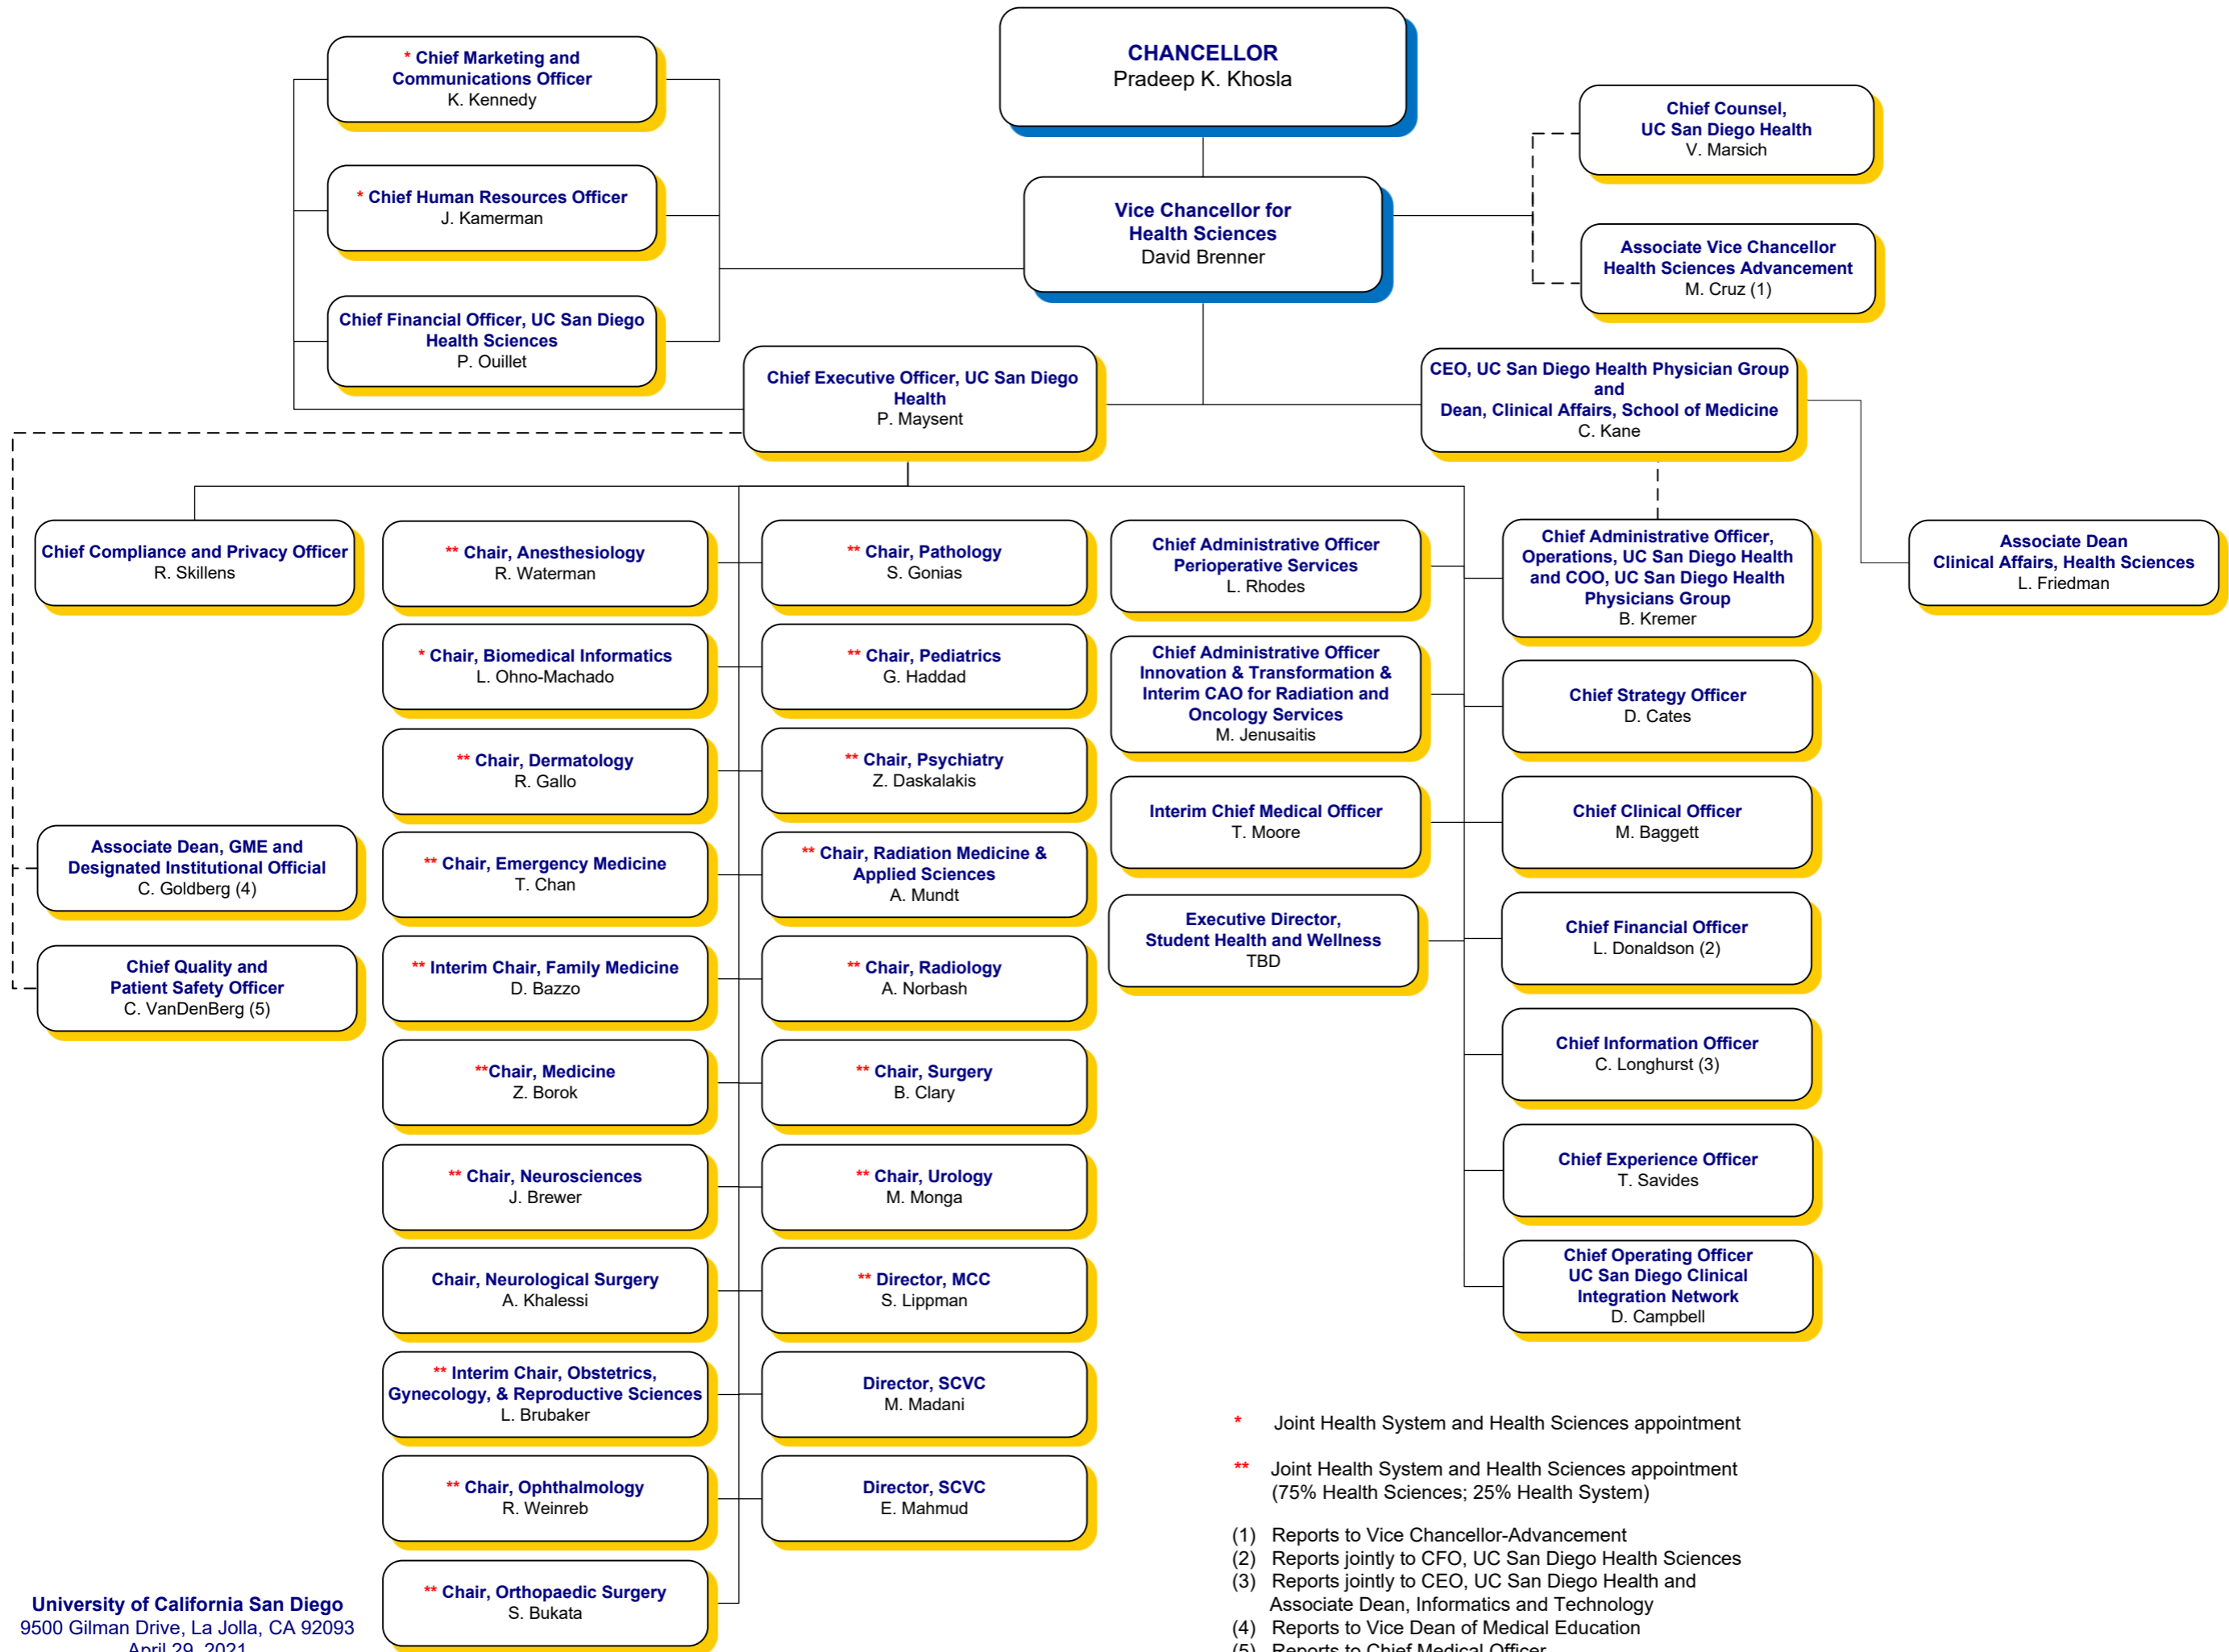 CHANCELLOR
Pradeep K. Khosla
* Chief Marketing and
Communications Officer
K. Kennedy
* Chief Human Resources Officer
J. Kamerman
Chief Financial Officer, UC San Diego
Health Sciences
P. Ouillet
Vice Chancellor for
Health Sciences
David Brenner
Chief Counsel,
UC San Diego Health
V. Marsich
Associate Vice Chancellor
Health Sciences Advancement
M. Cruz (1)
Chief Executive Officer, UC San Diego
Health
P. Maysent
CEO, UC San Diego Health Physician Group
and
Dean, Clinical Affairs, School of Medicine
C. Kane
Chief Compliance and Privacy Officer
R. Skillens
Associate Dean, GME and
Designated Institutional Official
C. Goldberg (4)
Chief Quality and
Patient Safety Officer
C. VanDenBerg (5)
** Chair, Anesthesiology
R. Waterman
* Chair, Biomedical Informatics
L. Ohno-Machado
** Chair, Dermatology
R. Gallo
** Chair, Emergency Medicine
T. Chan
** Interim Chair, Family Medicine
D. Bazzo
**Chair, Medicine
Z. Borok
** Chair, Neurosciences
J. Brewer
Chair, Neurological Surgery
A. Khalessi
** Interim Chair, Obstetrics,
Gynecology, & Reproductive Sciences
L. Brubaker
** Chair, Ophthalmology
R. Weinreb
** Chair, Orthopaedic Surgery
S. Bukata
** Chair, Pathology
S. Gonias
** Chair, Pediatrics
G. Haddad
** Chair, Psychiatry
Z. Daskalakis
** Chair, Radiation Medicine &
Applied Sciences
A. Mundt
** Chair, Radiology
A. Norbash
** Chair, Surgery
B. Clary
** Chair, Urology
M. Monga
** Director, MCC
S. Lippman
Director, SCVC
M. Madani
Director, SCVC
E. Mahmud
Chief Administrative Officer
Perioperative Services
L. Rhodes
Chief Administrative Officer
Innovation & Transformation &
Interim CAO for Radiation and
Oncology Services
M. Jenusaitis
Interim Chief Medical Officer
T. Moore
Executive Director,
Student Health and Wellness
TBD
Chief Administrative Officer,
Operations, UC San Diego Health
and COO, UC San Diego Health
Physicians Group
B. Kremer
Chief Strategy Officer
D. Cates
Chief Clinical Officer
M. Baggett
Chief Financial Officer
L. Donaldson (2)
Chief Information Officer
C. Longhurst (3)
Chief Experience Officer
T. Savides
Chief Operating Officer
UC San Diego Clinical
Integration Network
D. Campbell
Associate Dean
Clinical Affairs, Health Sciences
L. Friedman
* Joint Health System and Health Sciences appointment
** Joint Health System and Health Sciences appointment
(75% Health Sciences; 25% Health System)
(1) Reports to Vice Chancellor-Advancement
(2) Reports jointly to CFO, UC San Diego Health Sciences
(3) Reports jointly to CEO, UC San Diego Health and
Associate Dean, Informatics and Technology
(4) Reports to Vice Dean of Medical Education
(5) Reports to Chief Medical Officer
University of California San Diego
9500 Gilman Drive, La Jolla, CA 92093
April 29, 2021